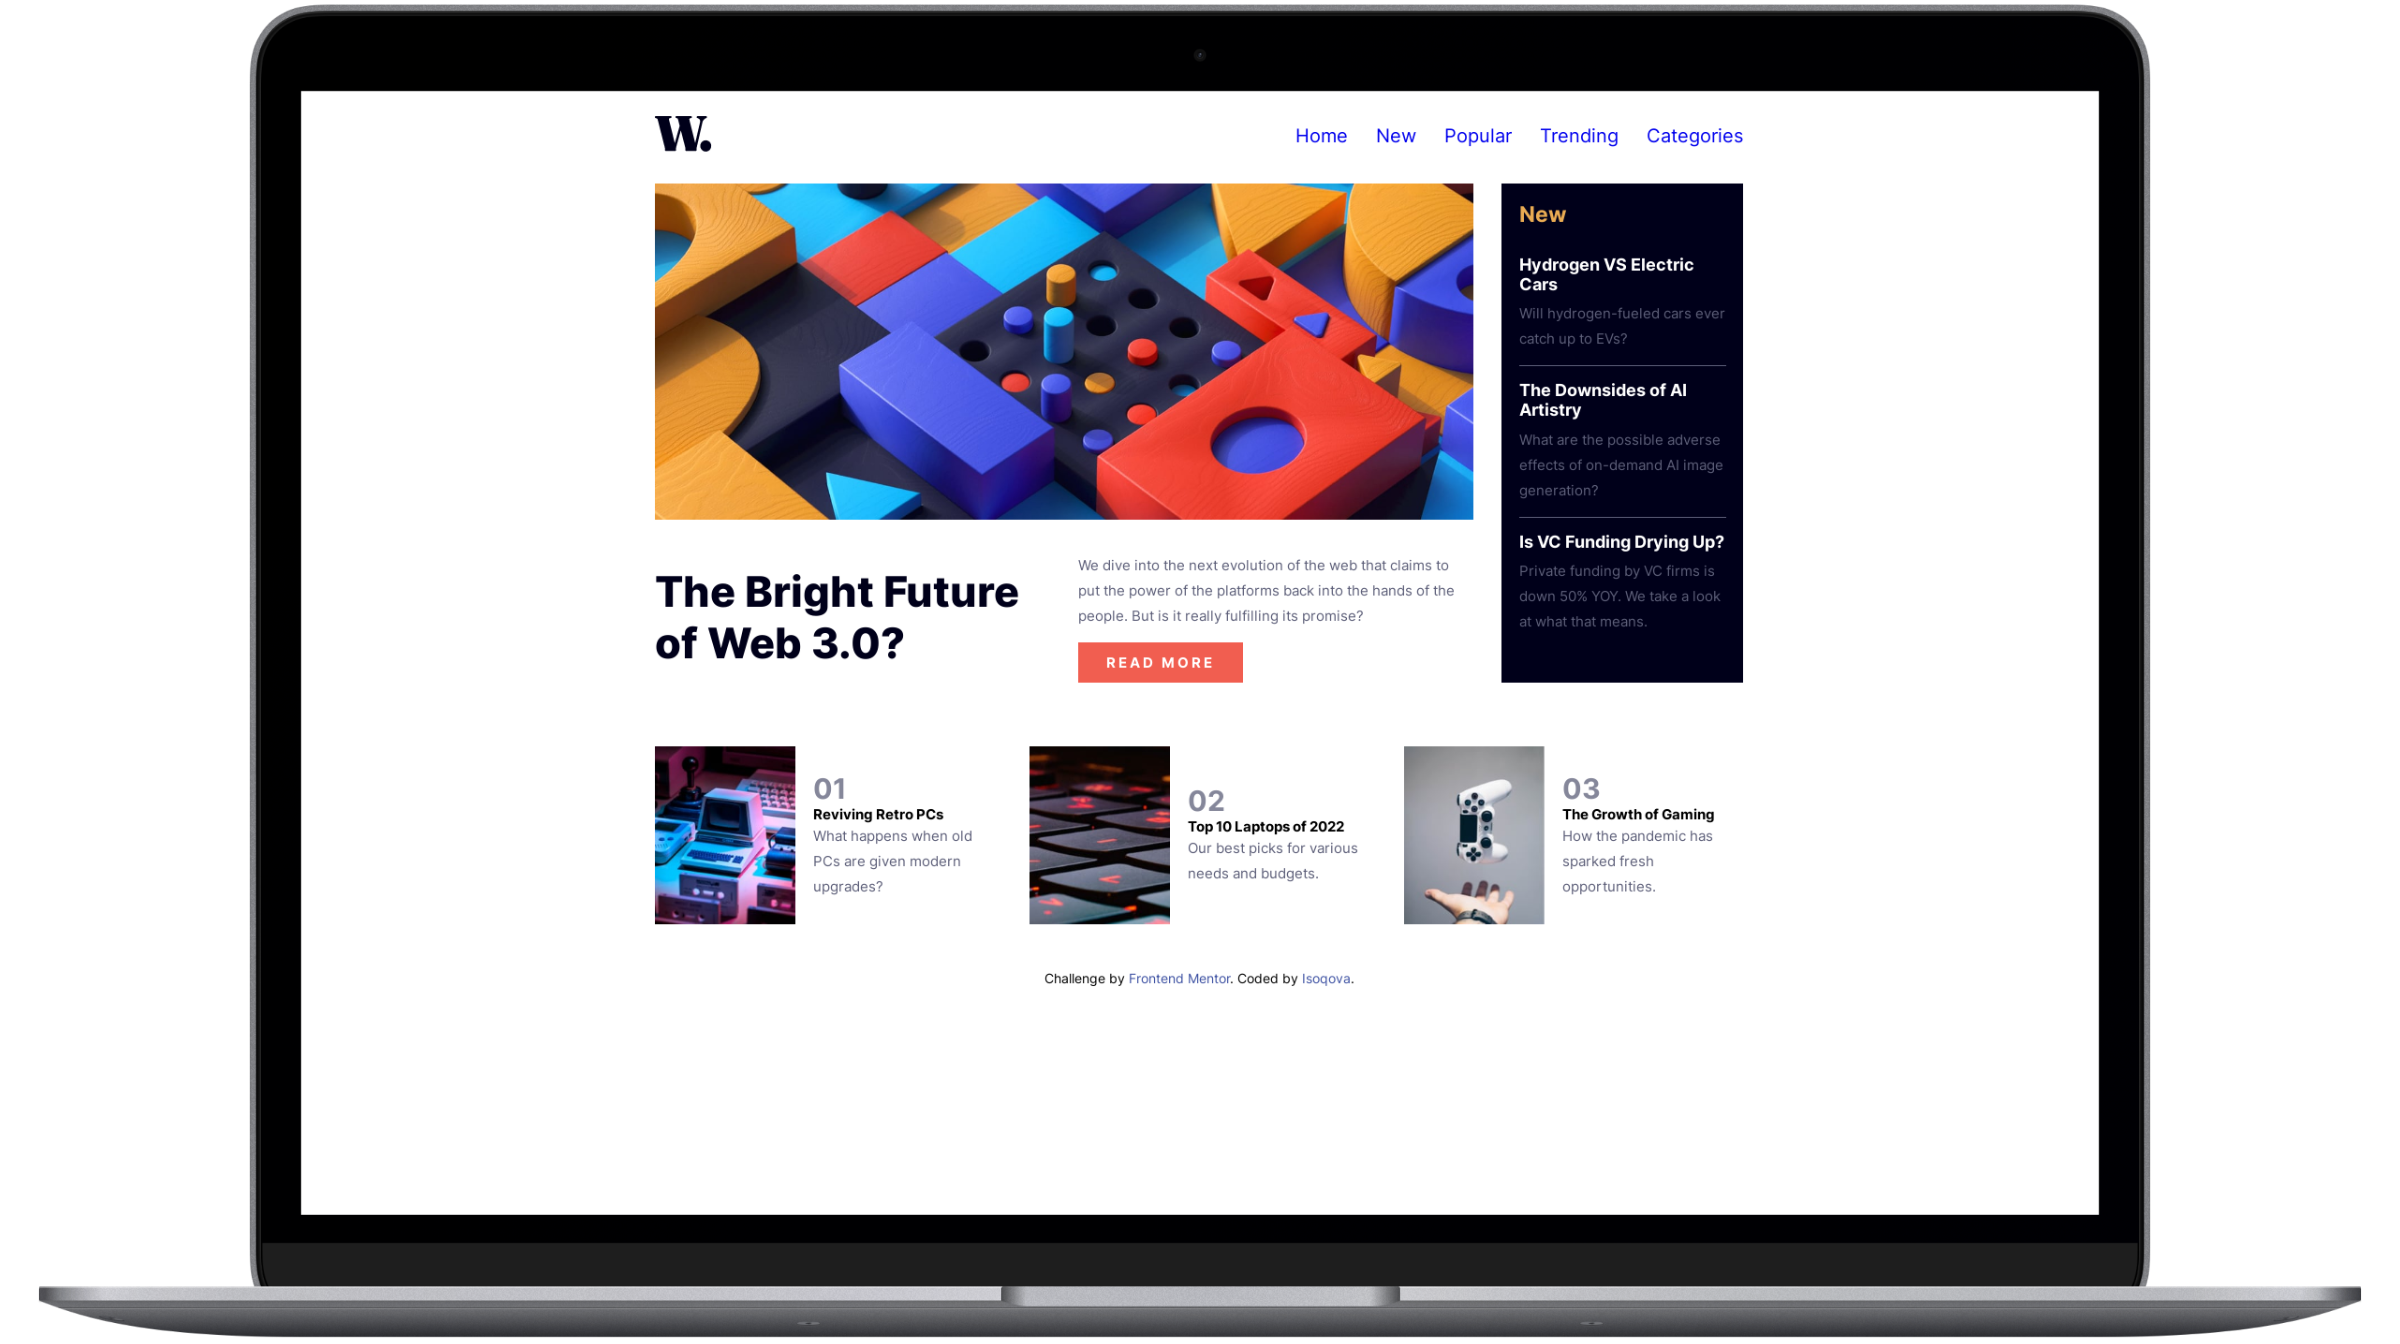 W.
Home New Popular Trending Categories
New
Hydrogen VS Electric
Cars
Will hydrogen-fueled cars ever
catch up to EVs?
The Downsides of AI
Artistry
What are the possible adverse
effects of on-demand AI image
generation?
Is VC Funding Drying Up?
Private funding by VC firms is
down 50% YOY. We take a look
at what that means.
The Bright Future
of Web 3.0?
We dive into the next evolution of the web that claims to
put the power of the platforms back into the hands of the
people. But is it really fulfilling its promise?
READ MORE
01
Reviving Retro PCs
What happens when old
PCs are given modern
upgrades?
02
Top 10 Laptops of 2022
Our best picks for various
needs and budgets.
03
The Growth of Gaming
How the pandemic has
sparked fresh
opportunities.
Challenge by Frontend Mentor. Coded by Isoqova.